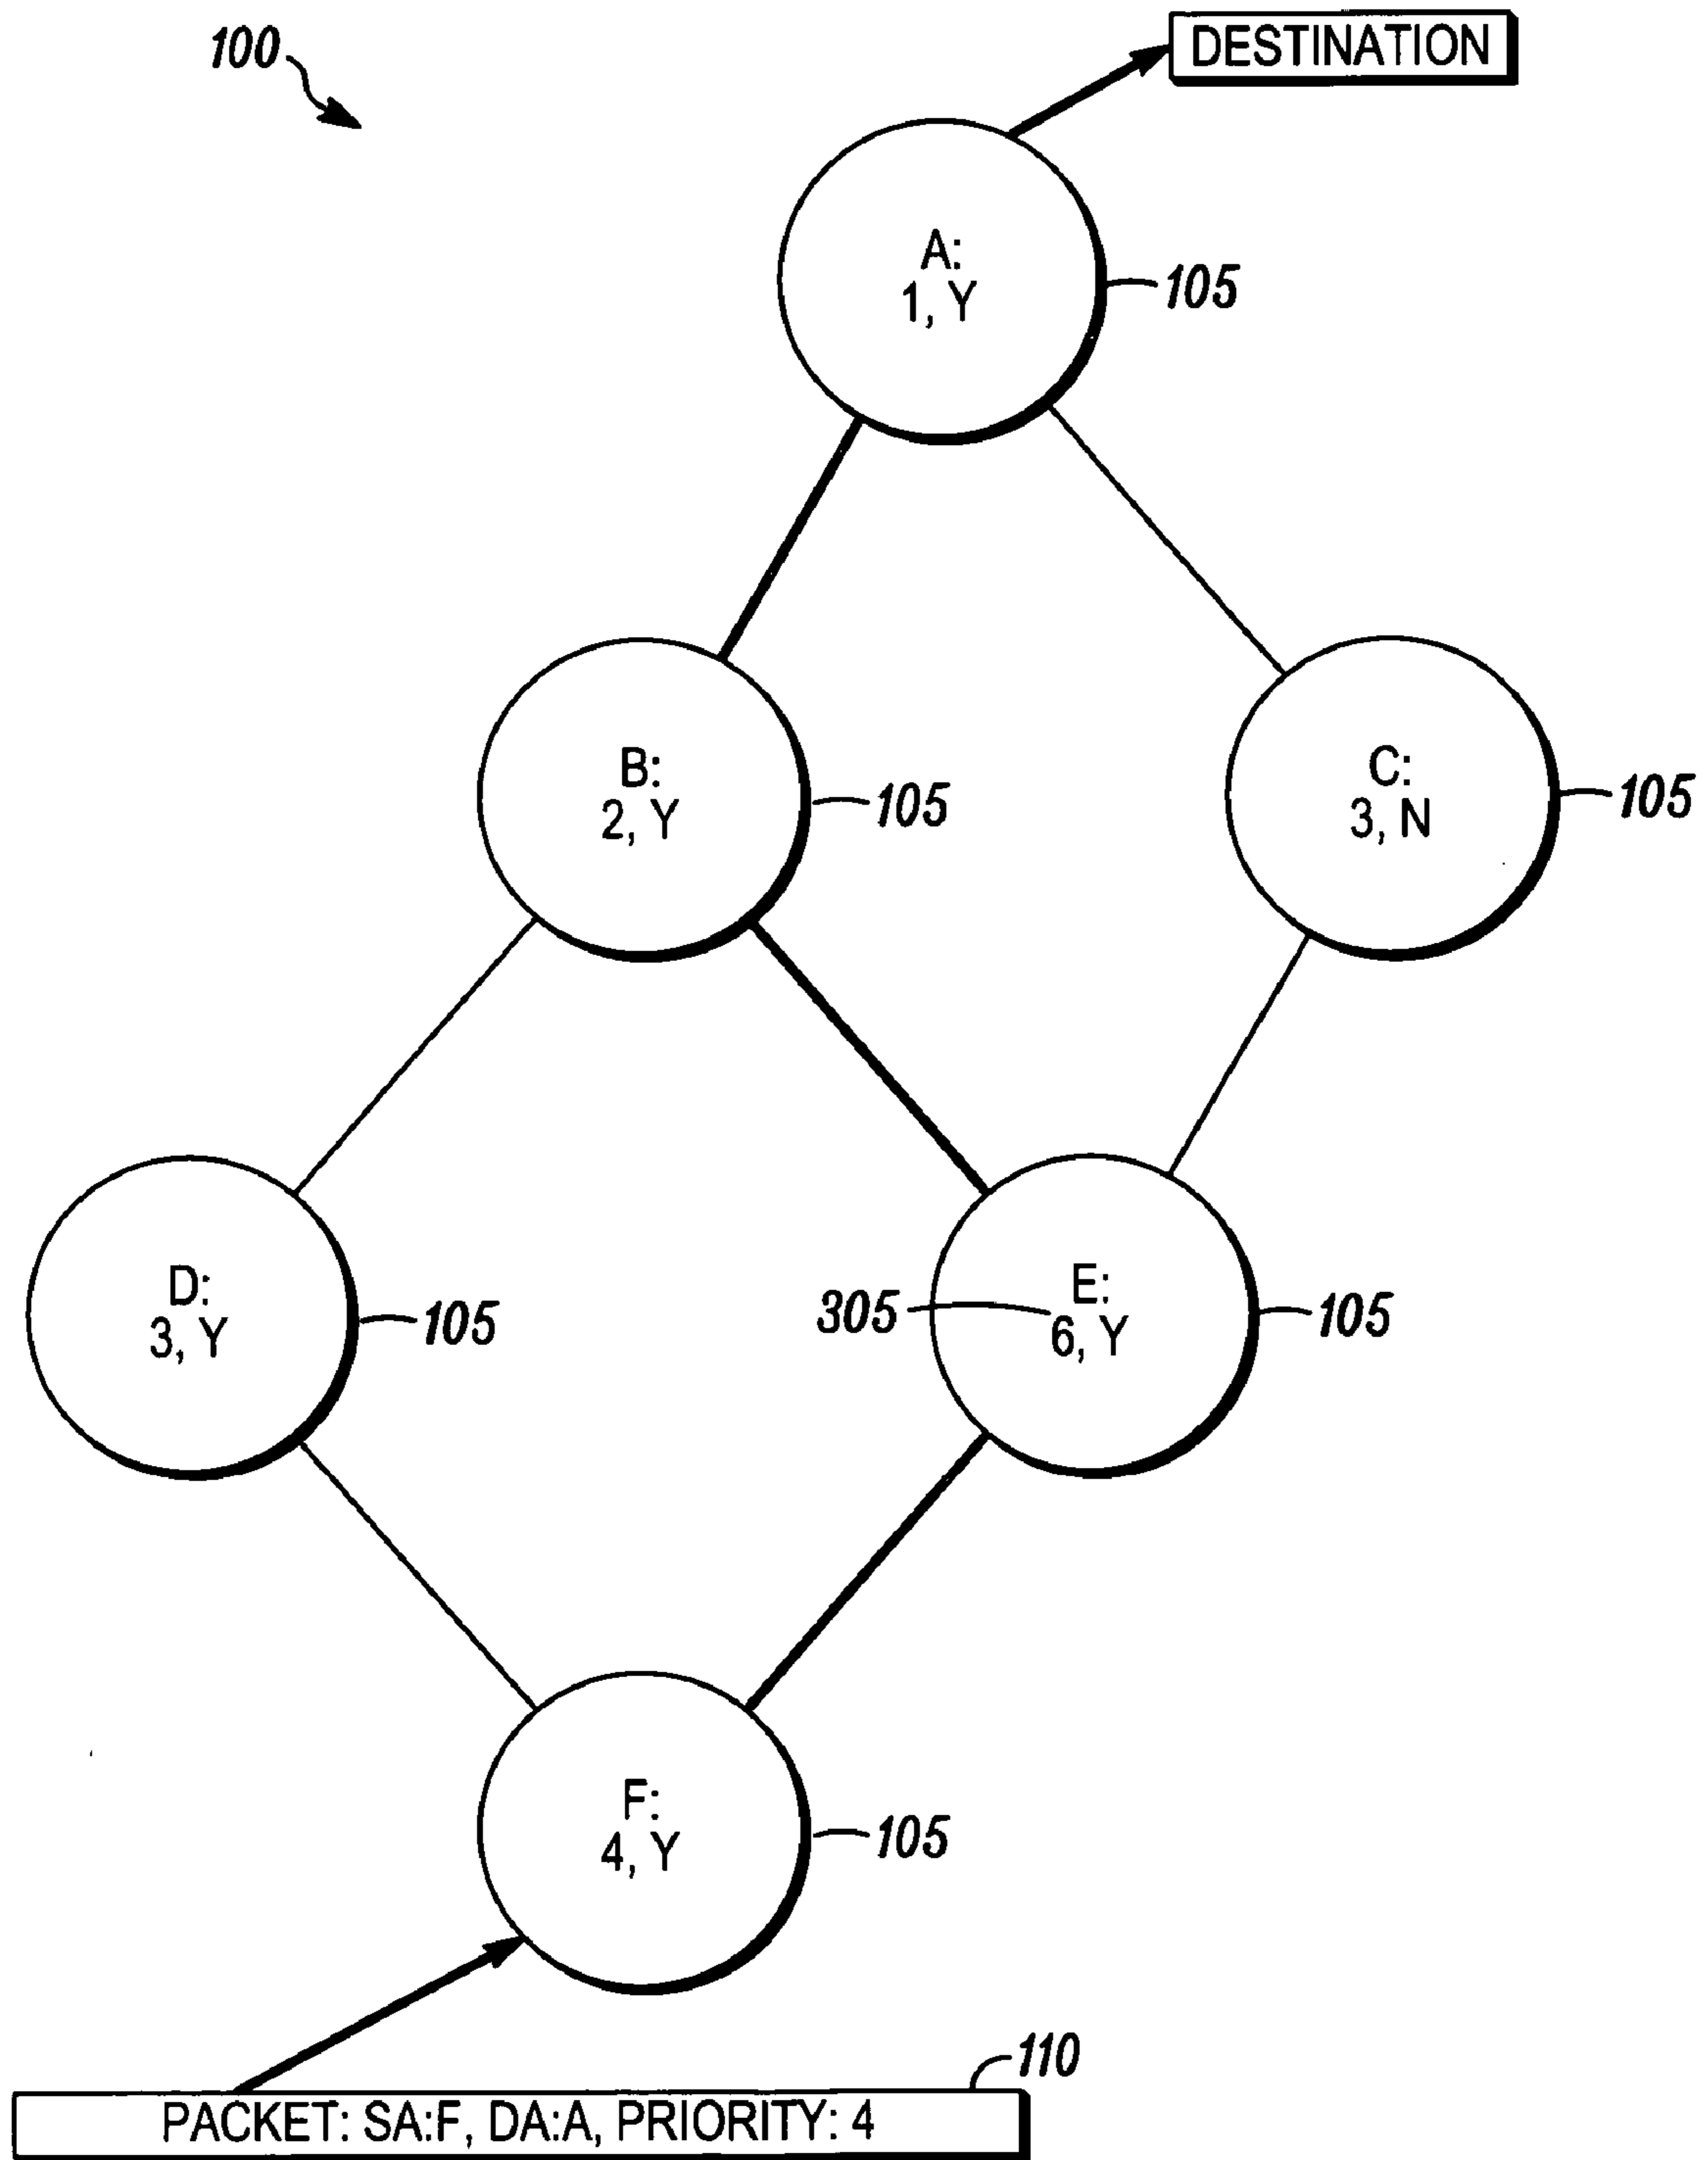 100
DESTINATION
A:
1, Y
105
B:
2, Y
105
C:
3, N
105
D:
3, Y
105
305
E:
6, Y
105
F:
4, Y
105
110
PACKET: SA:F, DA:A, PRIORITY: 4